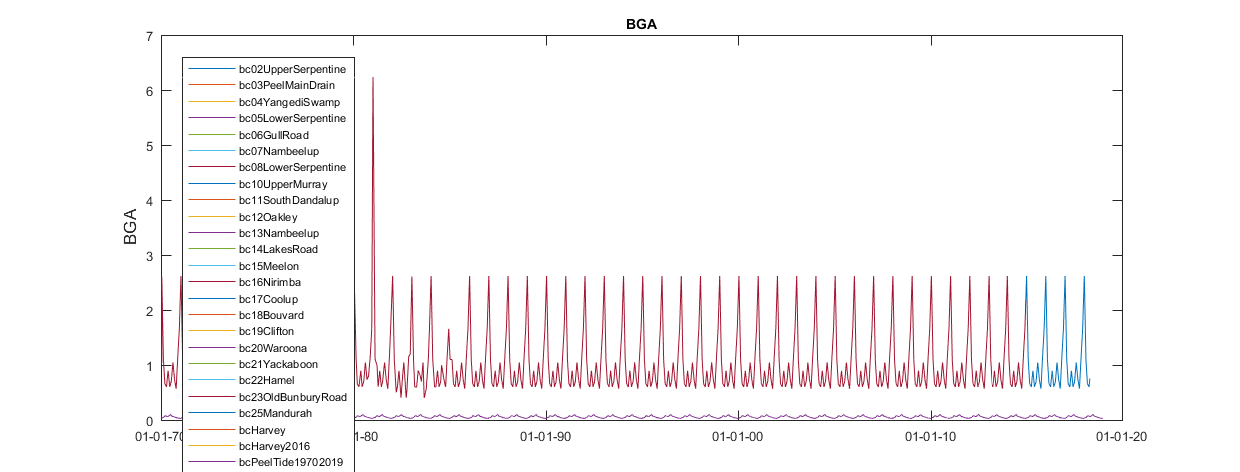 BGA
7
6
5
4
3
2
1
0
BGA
bc02UpperSerpentine
bc03PeelMainDrain
bc04YangediSwamp
bc05LowerSerpentine
bc06GullRoad
bc07Nambeelup
bc08LowerSerpentine
bc10UpperMurray
bc11SouthDandalup
bc12Oakley
bc13Nambeelup
bc14LakesRoad
bc15Meelon
bc16Nirimba
bc17Coolup
bc18Bouvard
bc19Clifton
bc20Waroona
bc21Yackaboon
bc22Hamel
bc23OldBunburyRoad
bc25Mandurah
bcHarvey
bcHarvey2016
bcPeelTide19702019
01-01-70
1-80
01-01-90
01-01-00
01-01-10
01-01-20